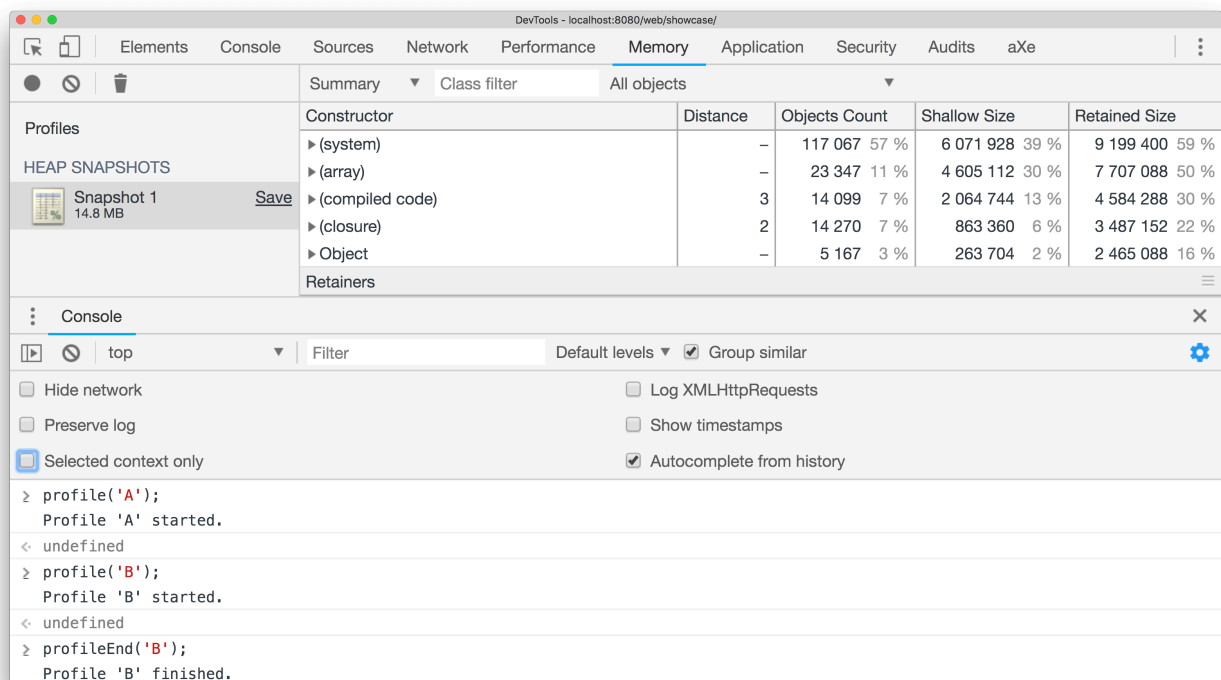 DevTools - localhost:8080/web/showcase/
Elements Console Sources Network Performance Memory Application Security Audits aXe
Summary ▼ Class filter All objects ▼
Constructor Distance Objects Count Shallow Size Retained Size
Profiles
HEAP SNAPSHOTS
Snapshot 1 Save
14.8 MB
▶(system) – 117 067 57 % 6 071 928 39 % 9 199 400 59 %
▶(array) – 23 347 11 % 4 605 112 30 % 7 707 088 50 %
▶(compiled code) 3 14 099 7 % 2 064 744 13 % 4 584 288 30 %
▶(closure) 2 14 270 7 % 863 360 6 % 3 487 152 22 %
▶Object – 5 167 3 % 263 704 2 % 2 465 088 16 %
Retainers
Console
top ▼ Filter Default levels ▼ Group similar
Hide network Log XMLHttpRequests
Preserve log Show timestamps
Selected context only Autocomplete from history
profile('A');
Profile 'A' started.
undefined
profile('B');
Profile 'B' started.
undefined
profileEnd('B');
Profile 'B' finished.